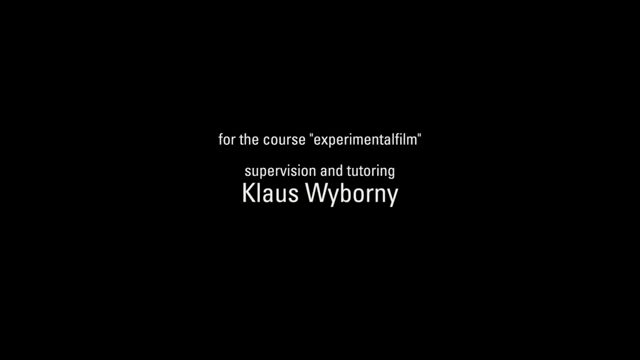 for the course "experimentalfilm"
supervision and tutoring
Klaus Wyborny